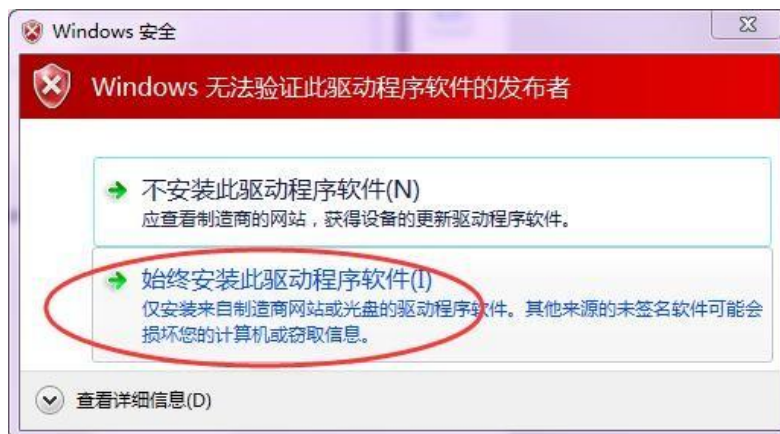 Windows 安全
Windows 无法验证此驱动程序软件的发布者
不安装此驱动程序软件(N)
应查看制造商的网站，获得设备的更新驱动程序软件。
始终安装此驱动程序软件(I)
仅安装来自制造商网站或光盘的驱动程序软件。其他来源的未签名软件可能会
损坏您的计算机或窃取信息。
查看详细信息(D)